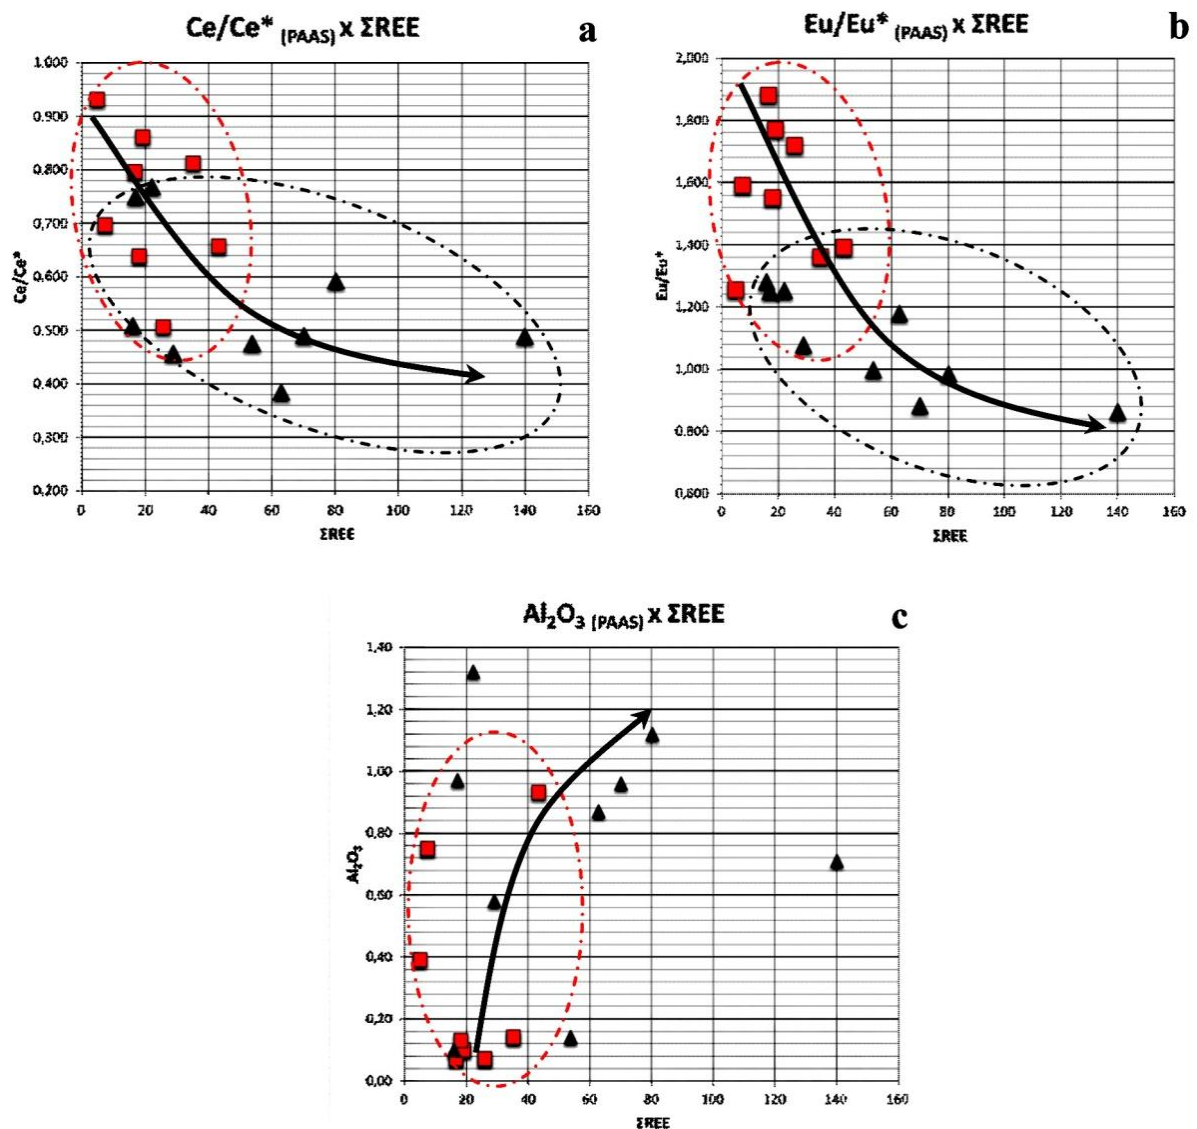 Ce/Ce* (PAAS) x ΣREE
a
1,000
0,900
0,800
0,700
0,600
0,500
0,400
0,300
0,200
Ce/Ce*
0 20 40 60 80 100 120 140 160
ΣREE
Eu/Eu* (PAAS) x ΣREE
b
2,000
1,800
1,600
1,400
1,200
1,000
0,800
0,600
Eu/Eu*
0 20 40 60 80 100 120 140 160
ΣREE
Al₂O₃ (PAAS) x ΣREE
c
1,40
1,20
1,00
0,80
0,60
0,40
0,20
0,00
Al₂O₃
0 20 40 60 80 100 120 140 160
ΣREE